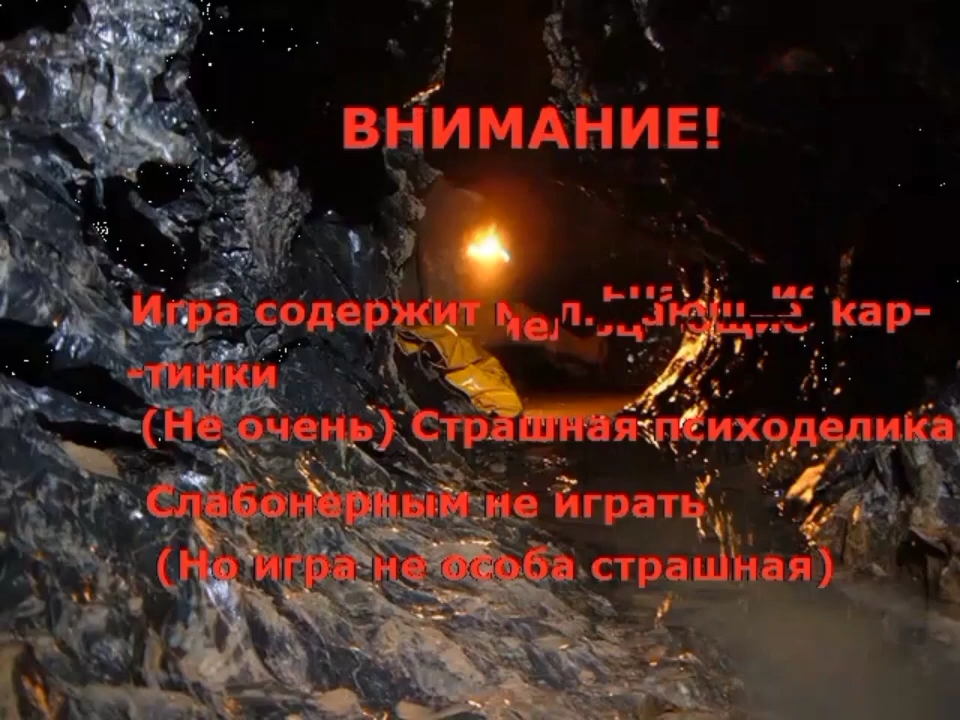 ВНИМАНИЕ!
Игра содержит кар-
-тинки
(Не очень) Страшная психоделика
Слабонерным не играть
(Но игра не особа страшная)